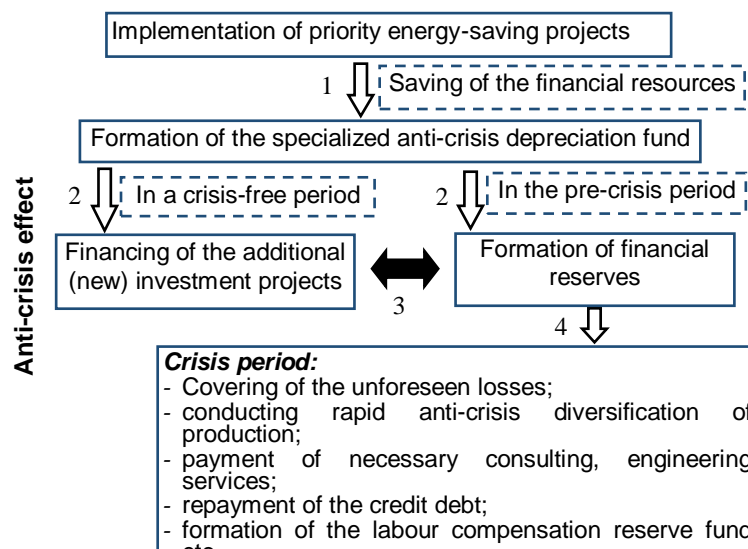 Implementation of priority energy-saving projects
1
Saving of the financial resources
Formation of the specialized anti-crisis depreciation fund
2
In a crisis-free period
2
In the pre-crisis period
Anti-crisis effect
Financing of the additional
(new) investment projects
3
Formation of financial
reserves
4
Crisis period:
- Covering of the unforeseen losses;
- conducting rapid anti-crisis diversification of
production;
- payment of necessary consulting, engineering
services;
- repayment of the credit debt;
- formation of the labour compensation reserve fund